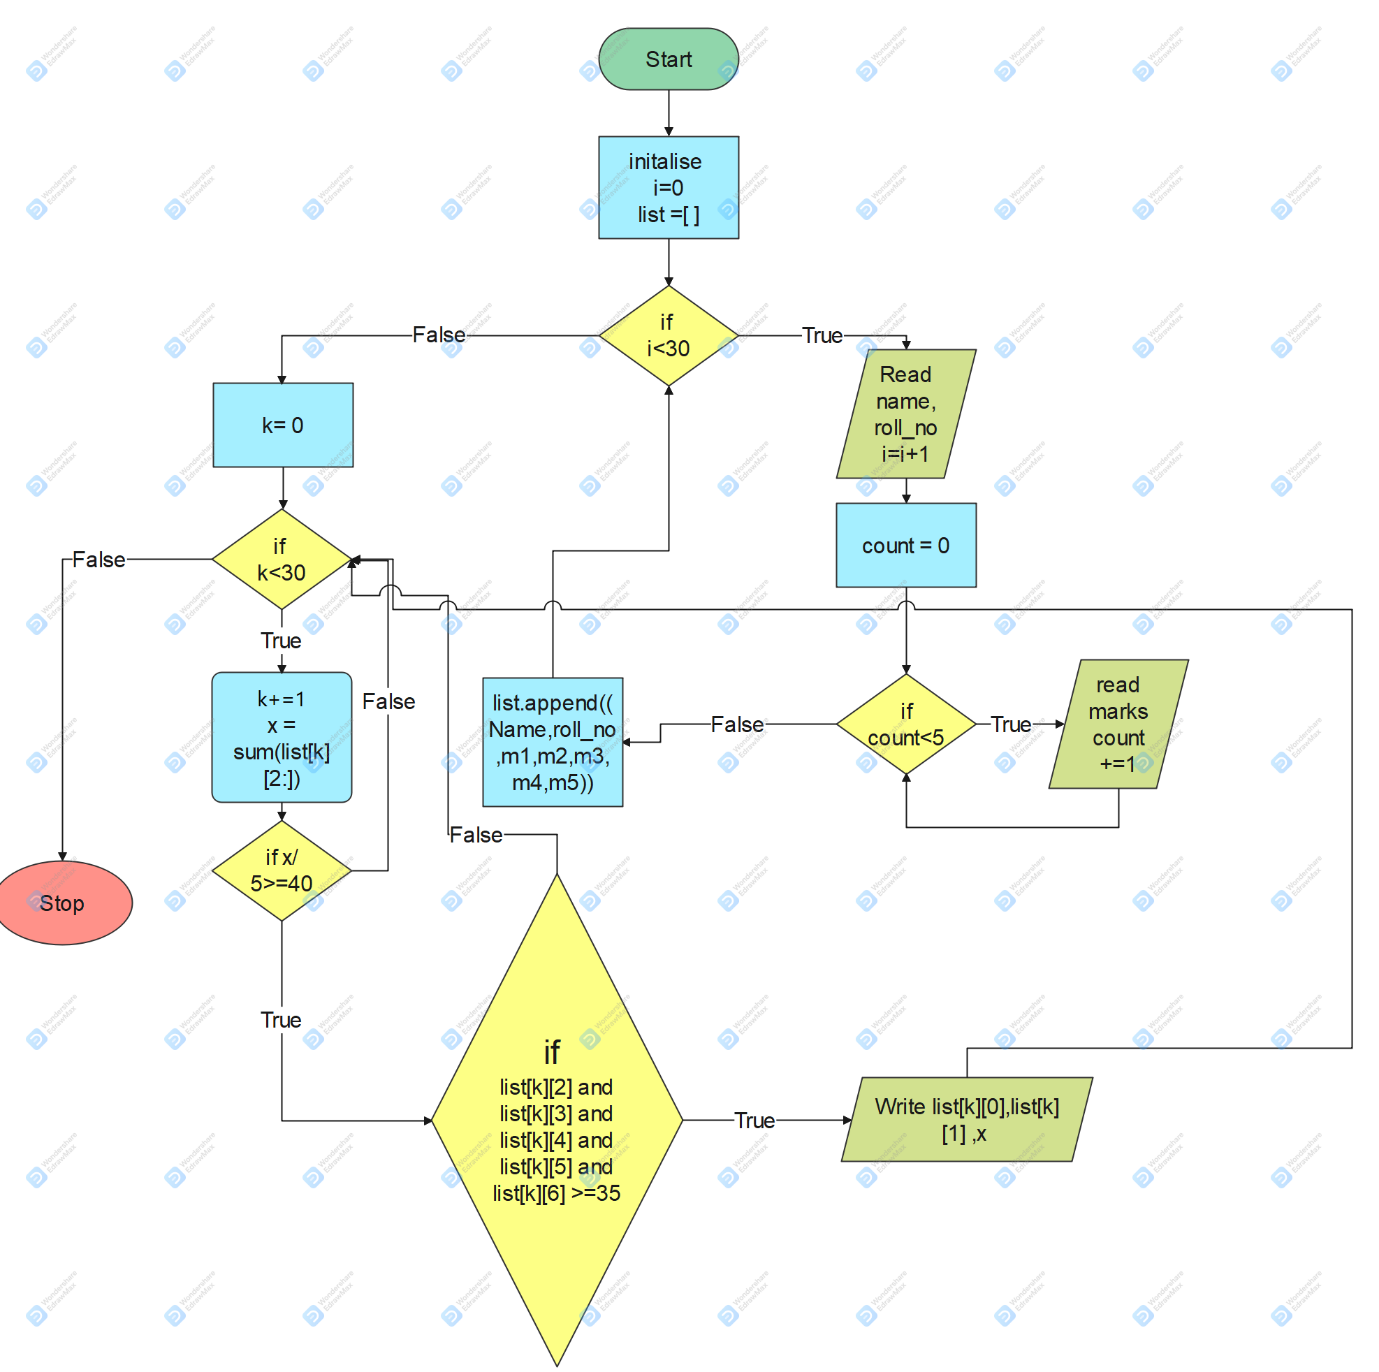 Start
initalise
i=0
list =[ ]
if
i<30
False
True
k= 0
Read
name,
roll_no
i=i+1
count = 0
if
k<30
False
True
k+=1
x =
sum(list[k]
[2:])
False
list.append((
Name,roll_no
,m1,m2,m3,
m4,m5))
False
if
count<5
True
read
marks
count
+=1
if x/
5>=40
False
Stop
True
if
list[k][2] and
list[k][3] and
list[k][4] and
list[k][5] and
list[k][6] >=35
True
Write list[k][0],list[k]
[1] ,x
Wondershare
EdrawMax